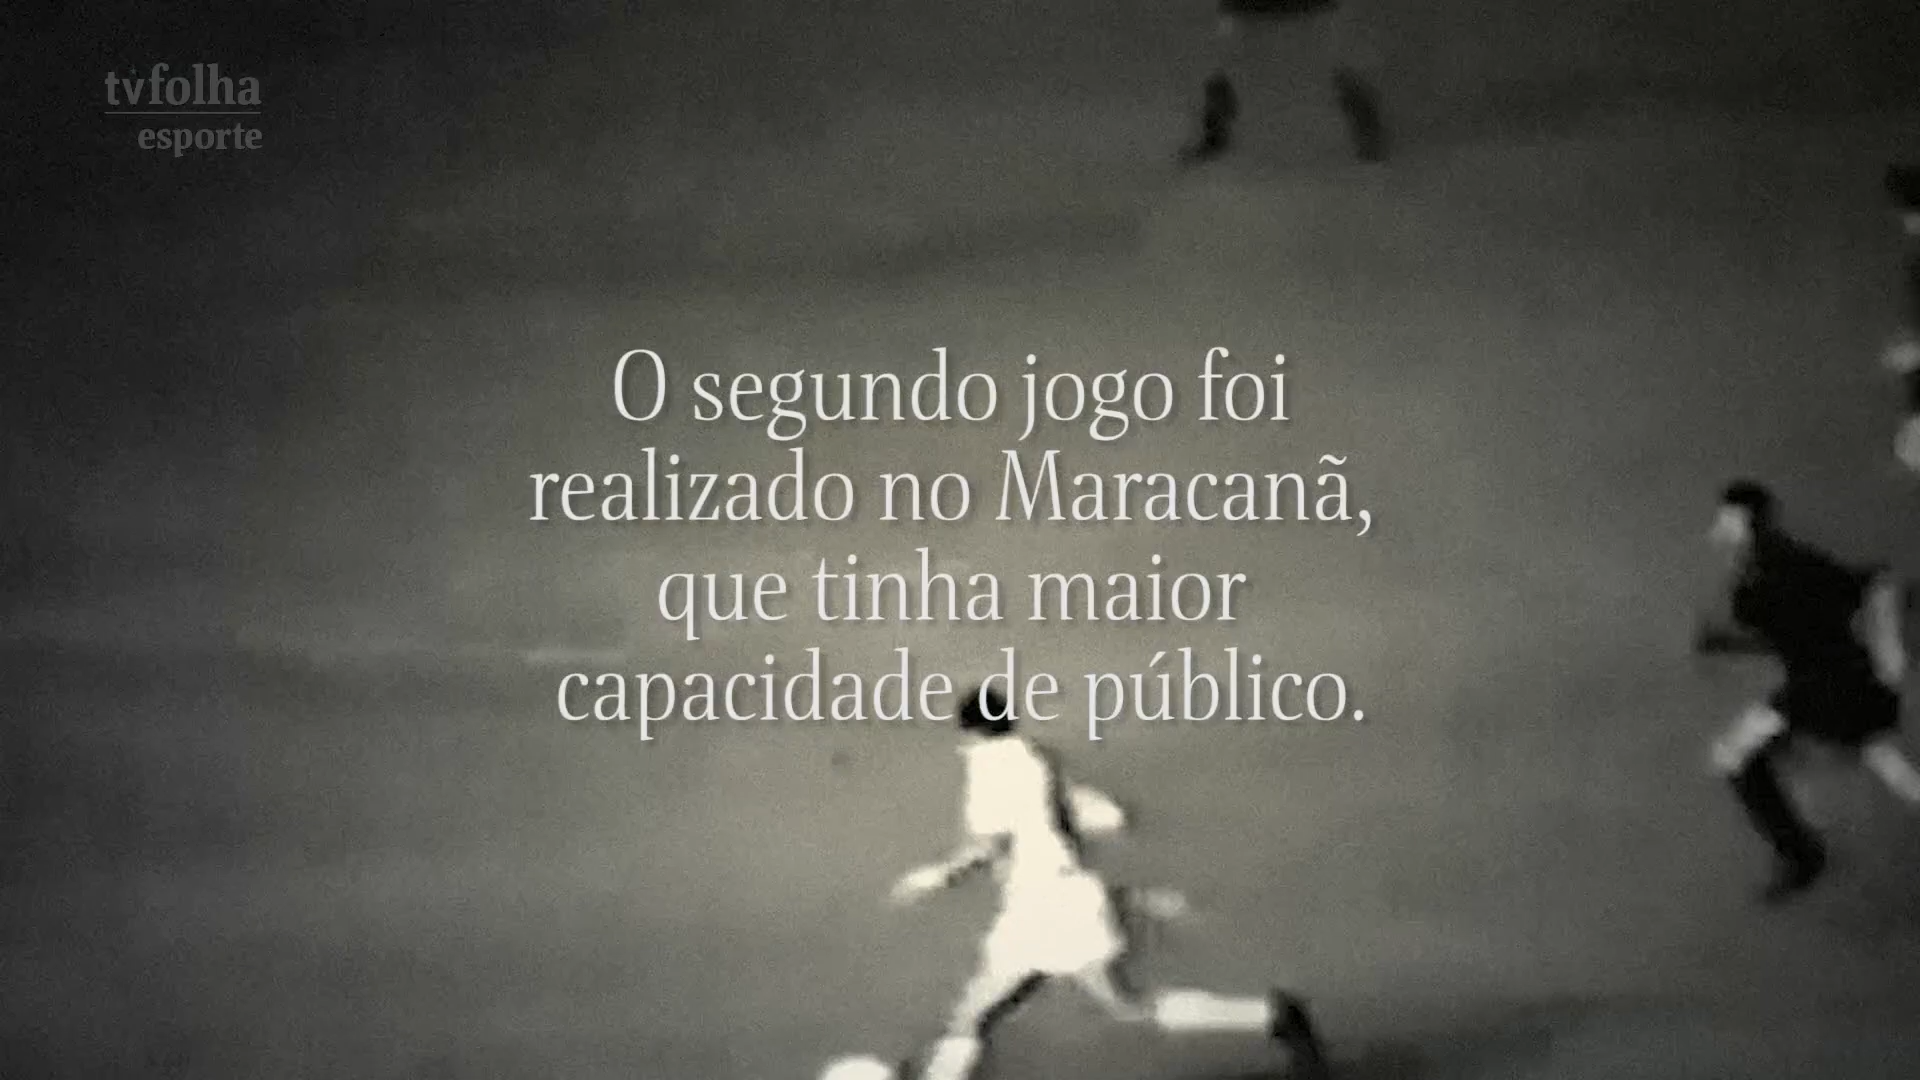 tvfolha
esporte
O segundo jogo foi
realizado no Maracanã,
que tinha maior
capacidade de público.